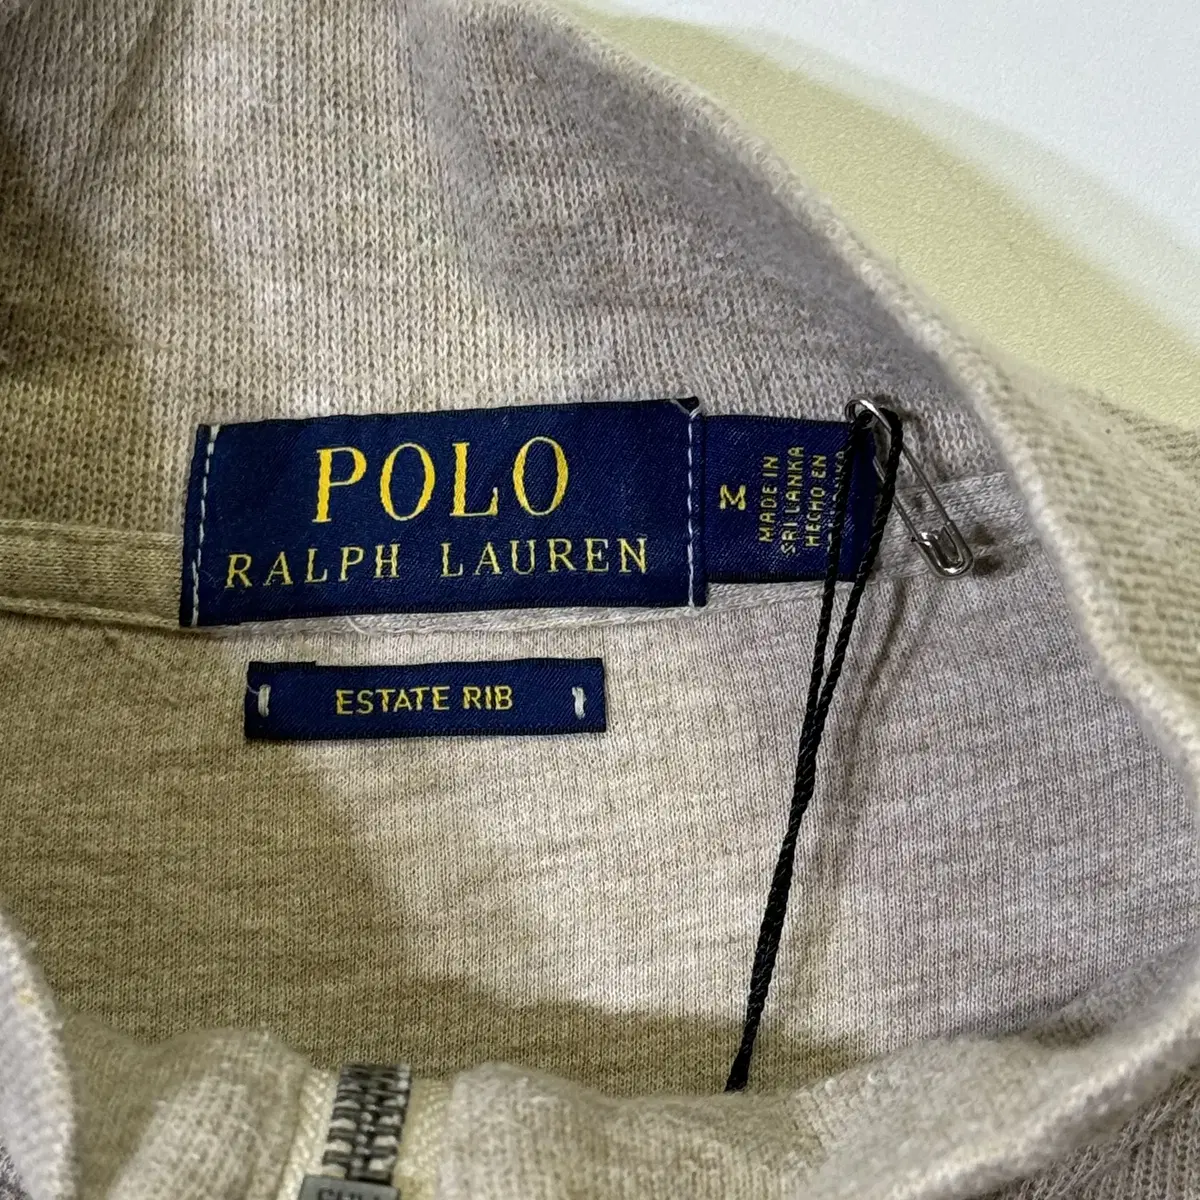 POLO
RALPH LAUREN
M
MADE IN
SRI LANKA
HECHO EN
ESTATE RIB